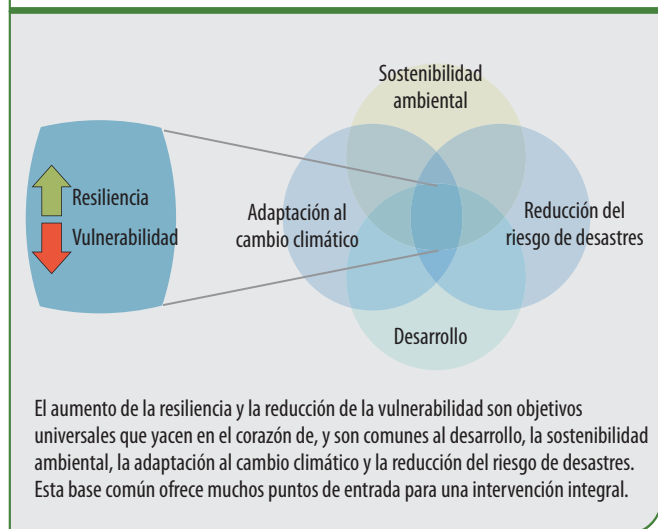 Sostenibilidad
ambiental
Resiliencia
Vulnerabilidad
Adaptación al
cambio climático
Reducción del
riesgo de desastres
Desarrollo
El aumento de la resiliencia y la reducción de la vulnerabilidad son objetivos
universales que yacen en el corazón de, y son comunes al desarrollo, la sostenibilidad
ambiental, la adaptación al cambio climático y la reducción del riesgo de desastres.
Esta base común ofrece muchos puntos de entrada para una intervención integral.